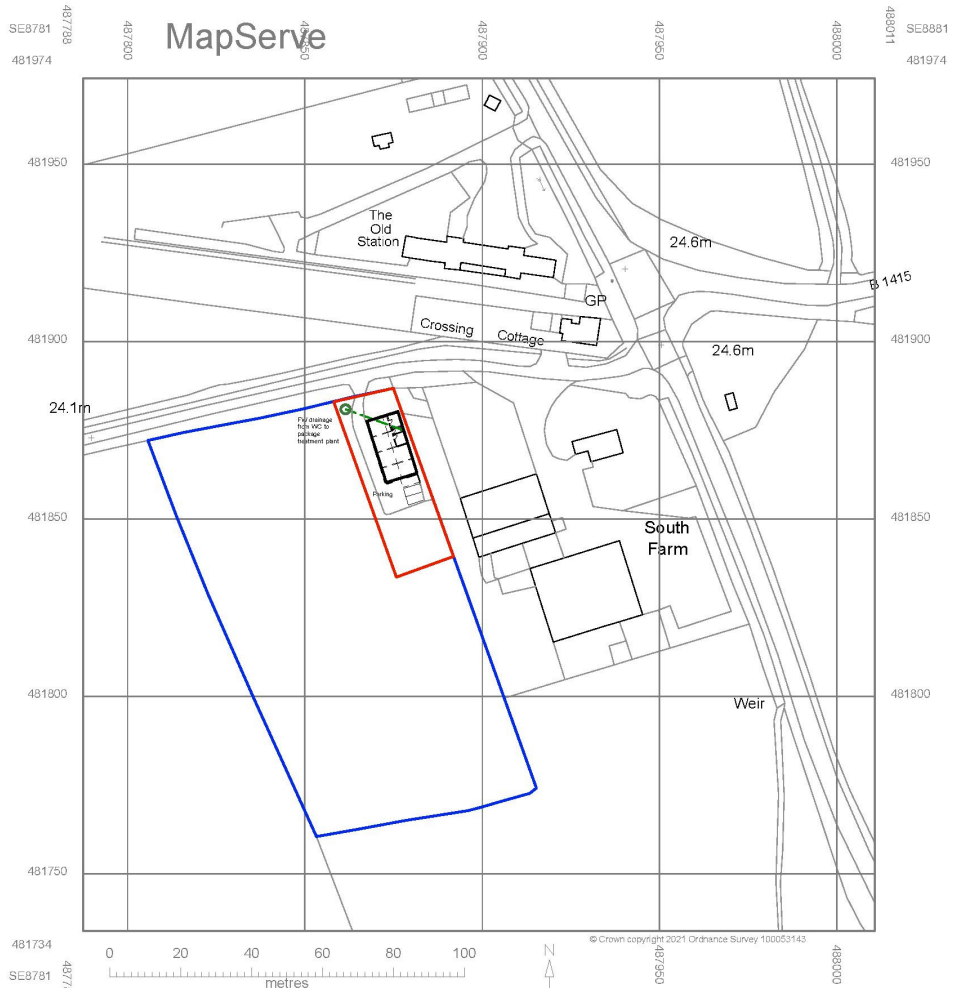 MapServe
SE8781
487788
487800
487850
487900
487950
488000
488011
SE8881
481974
481974
481950
481950
The
Old
Station
24.6m
B 1415
GP
Crossing
Cottage
481900
481900
24.6m
24.1m
FW drainage
from WC to
package
treatment plant
Parking
481850
481850
South
Farm
481800
481800
Weir
481750
481750
481734
SE8781
0 20 40 60 80 100
metres
N
© Crown copyright 2021 Ordnance Survey 100053143
487950
488000